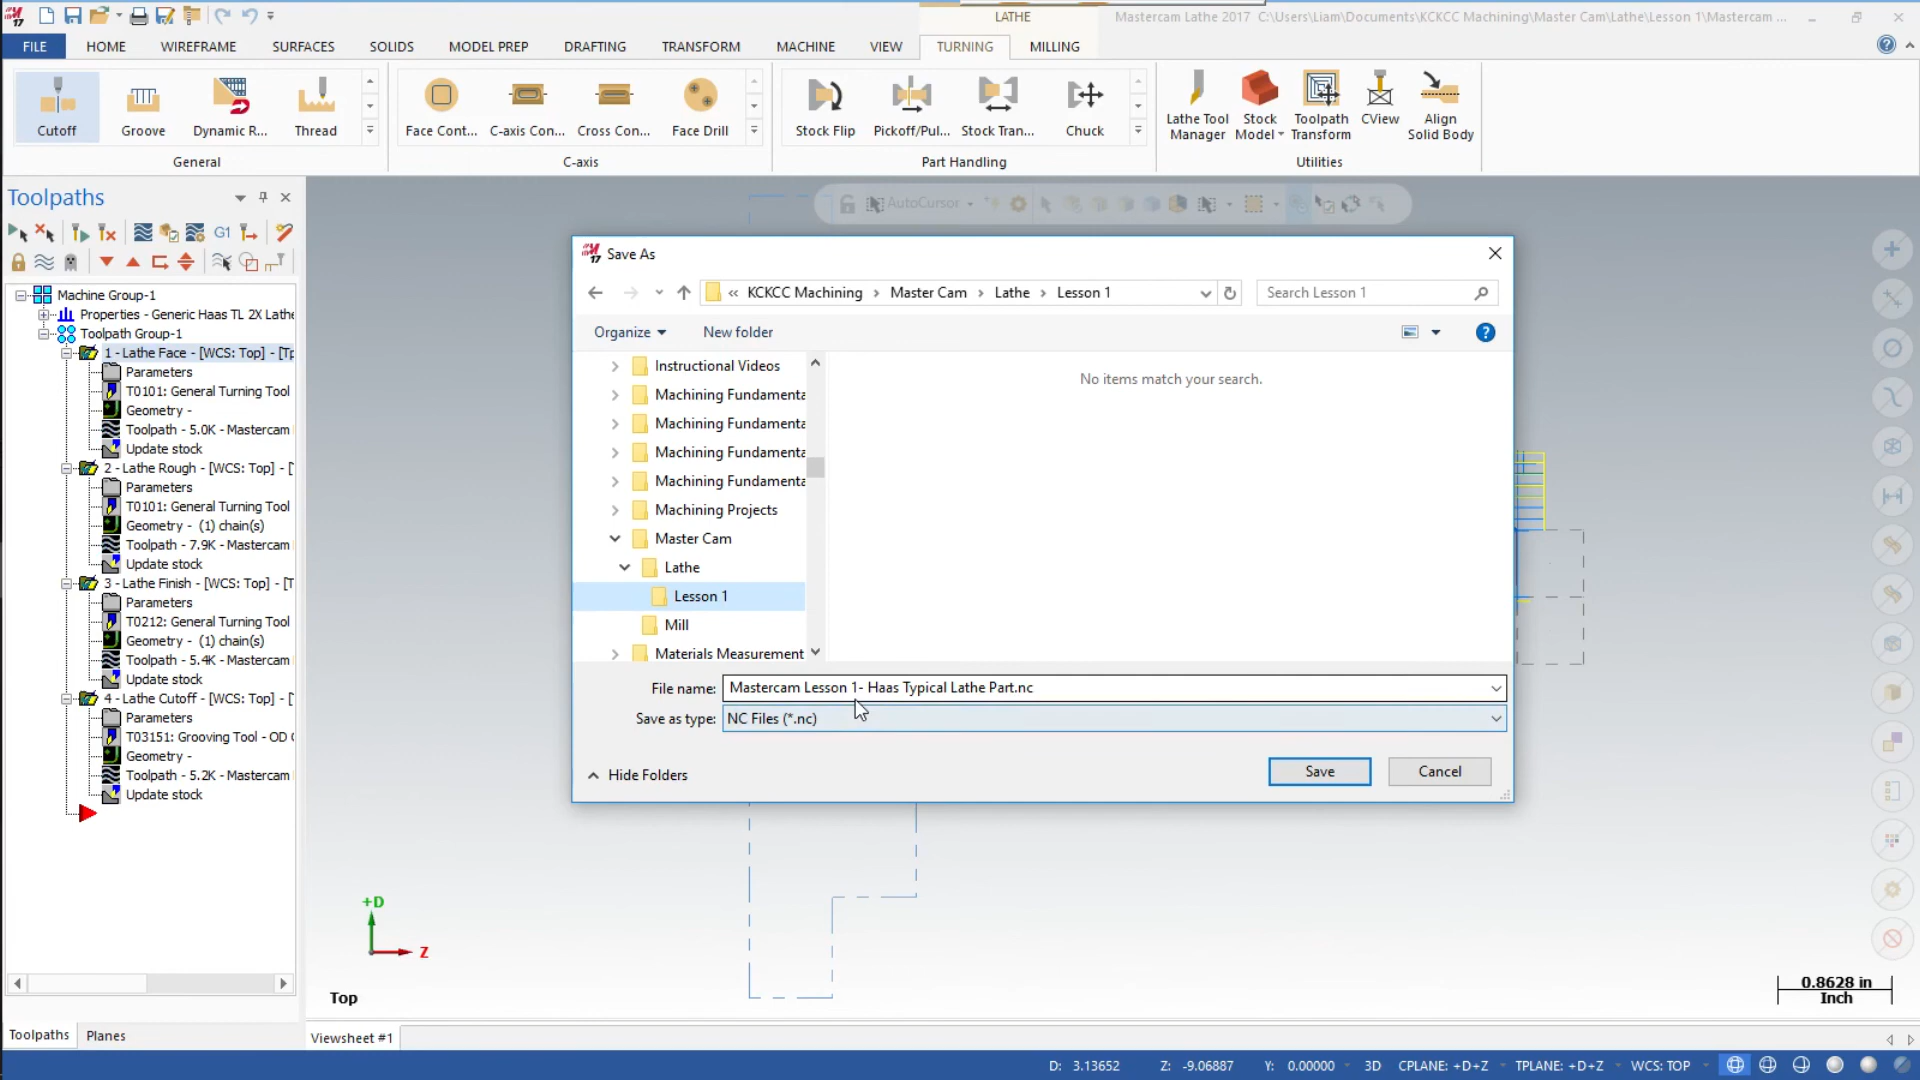 LATHE
Mastercam Lathe 2017 C:\Users\Liam\Documents\KCKCC Machining\Master Cam\Lathe\Lesson 1\Mastercam ...
FILE HOME WIREFRAME SURFACES SOLIDS MODEL PREP DRAFTING TRANSFORM MACHINE VIEW TURNING MILLING
Cutoff Groove Dynamic R... Thread
General
Face Cont... C-axis Con... Cross Con... Face Drill
C-axis
Stock Flip Pickoff/Pul... Stock Tran... Chuck
Part Handling
Lathe Tool Manager
Stock Model
Toolpath Transform
CView
Align Solid Body
Utilities
Toolpaths
AutoCursor
G1
Machine Group-1
Properties - Generic Haas TL 2X Lathe
Toolpath Group-1
1 - Lathe Face - [WCS: Top] - [Tp
Parameters
T0101: General Turning Tool
Geometry -
Toolpath - 5.0K - Mastercam
Update stock
2 - Lathe Rough - [WCS: Top] - [
Parameters
T0101: General Turning Tool
Geometry - (1) chain(s)
Toolpath - 7.9K - Mastercam
Update stock
3 - Lathe Finish - [WCS: Top] - [T
Parameters
T0212: General Turning Tool
Geometry - (1) chain(s)
Toolpath - 5.4K - Mastercam
Update stock
4 - Lathe Cutoff - [WCS: Top] - [
Parameters
T03151: Grooving Tool - OD C
Geometry -
Toolpath - 5.2K - Mastercam
Update stock
Save As
« KCKCC Machining > Master Cam > Lathe > Lesson 1
Search Lesson 1
Organize New folder
Instructional Videos
Machining Fundamenta
Machining Fundamenta
Machining Fundamenta
Machining Fundamenta
Machining Projects
Master Cam
Lathe
Lesson 1
Mill
Materials Measurement
No items match your search.
File name: Mastercam Lesson 1- Haas Typical Lathe Part.nc
Save as type: NC Files (*.nc)
Hide Folders
Save Cancel
+D
Z
Top
0.8628 in
Inch
Toolpaths Planes
Viewsheet #1
D: 3.13652 Z: -9.06887 Y: 0.00000 3D CPLANE: +D+Z TPLANE: +D+Z WCS: TOP